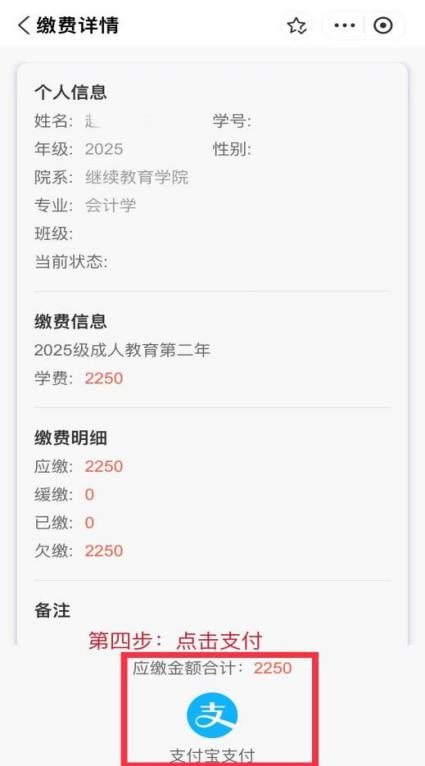 缴费详情
个人信息
姓名: 学号:
年级: 2025 性别:
院系: 继续教育学院
专业: 会计学
班级:
当前状态:
缴费信息
2025级成人教育第二年
学费: 2250
缴费明细
应缴: 2250
缓缴: 0
已缴: 0
欠缴: 2250
备注
第四步：点击支付
应缴金额合计：2250
支
支付宝支付